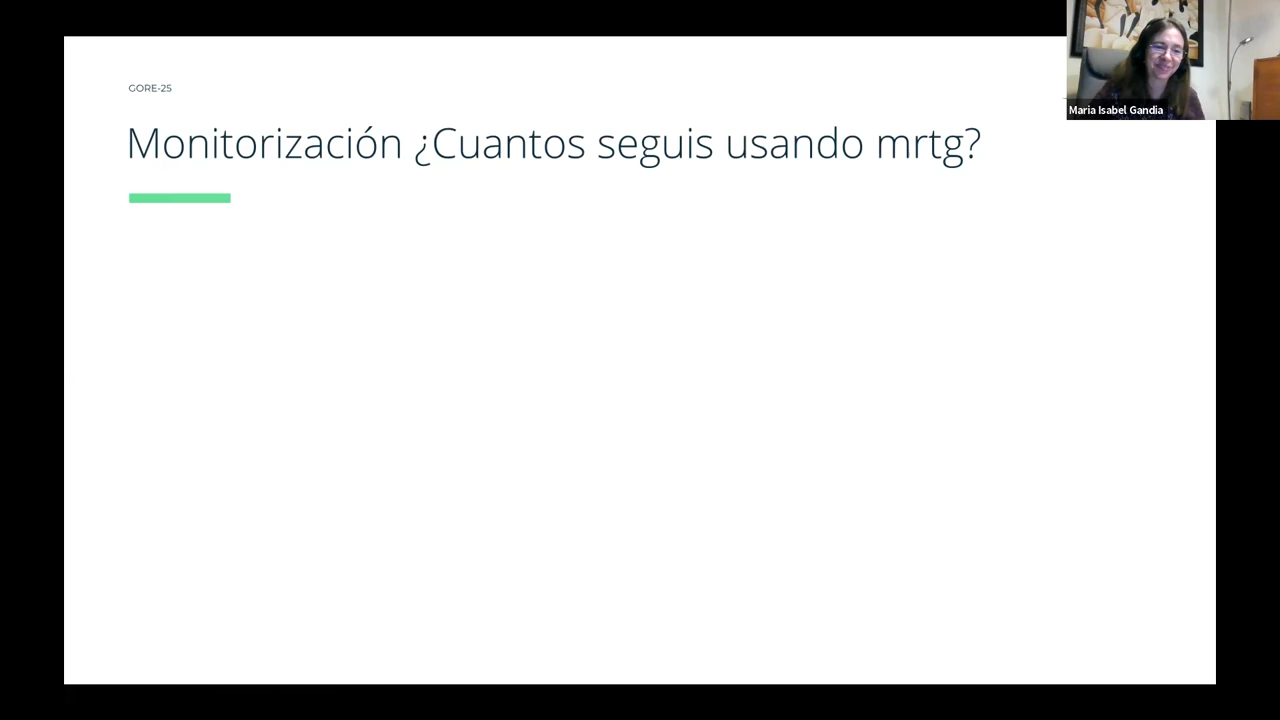 GORE-25
Monitorización ¿Cuantos seguis usando mrtg?
Maria Isabel Gandia